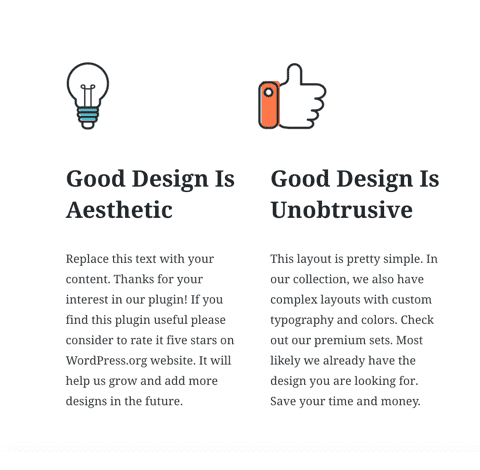 Good Design Is
Aesthetic
Replace this text with your
content. Thanks for your
interest in our plugin! If you
find this plugin useful please
consider to rate it five stars on
WordPress.org website. It will
help us grow and add more
designs in the future.
Good Design Is
Unobtrusive
This layout is pretty simple. In
our collection, we also have
complex layouts with custom
typography and colors. Check
out our premium sets. Most
likely we already have the
design you are looking for.
Save your time and money.